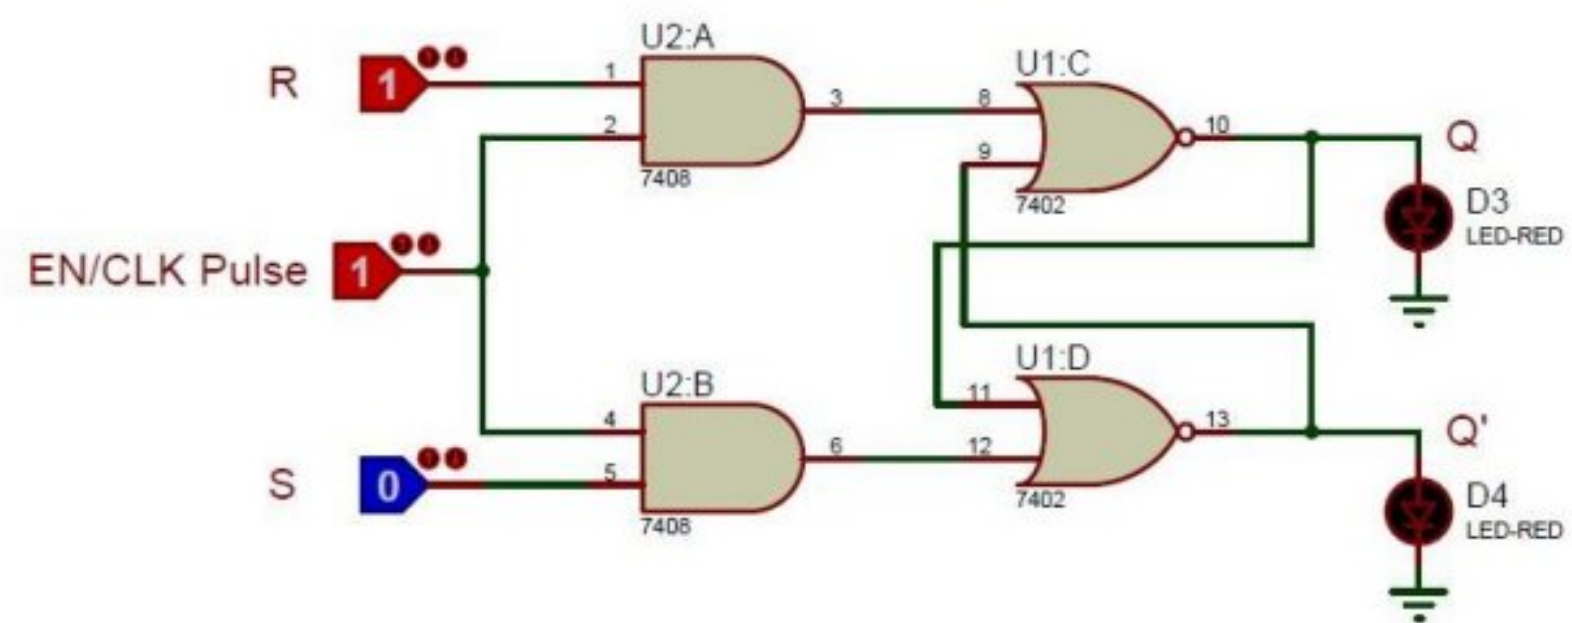 U2:A
R
1
1
2
3
7408
U1:C
8
9
10
7402
Q
D3
LED-RED
EN/CLK Pulse
1
U2:B
4
5
6
7408
S
0
U1:D
11
12
13
7402
Q'
D4
LED-RED